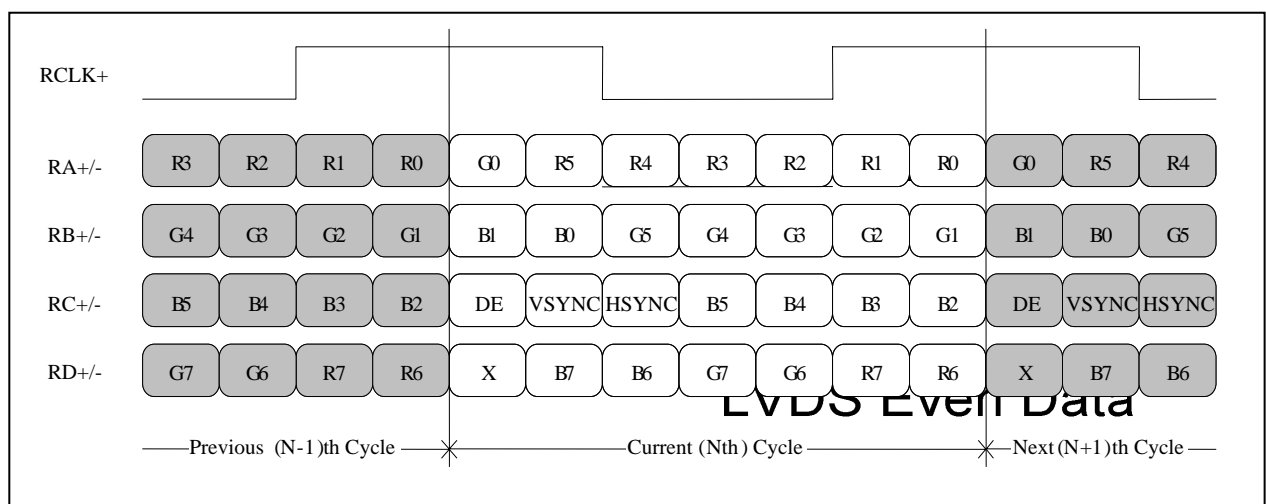 RCLK+
RA+/- R3 R2 R1 R0 G0 R5 R4 R3 R2 R1 R0 G0 R5 R4
RB+/- G4 G3 G2 G1 B1 B0 G5 G4 G3 G2 G1 B1 B0 G5
RC+/- B5 B4 B3 B2 DE VSYNC HSYNC B5 B4 B3 B2 DE VSYNC HSYNC
RD+/- G7 G6 R7 R6 X B7 B6 G7 G6 R7 R6 X B7 B6
LVDS Even Data
Previous (N-1)th Cycle Current (Nth) Cycle Next (N+1)th Cycle